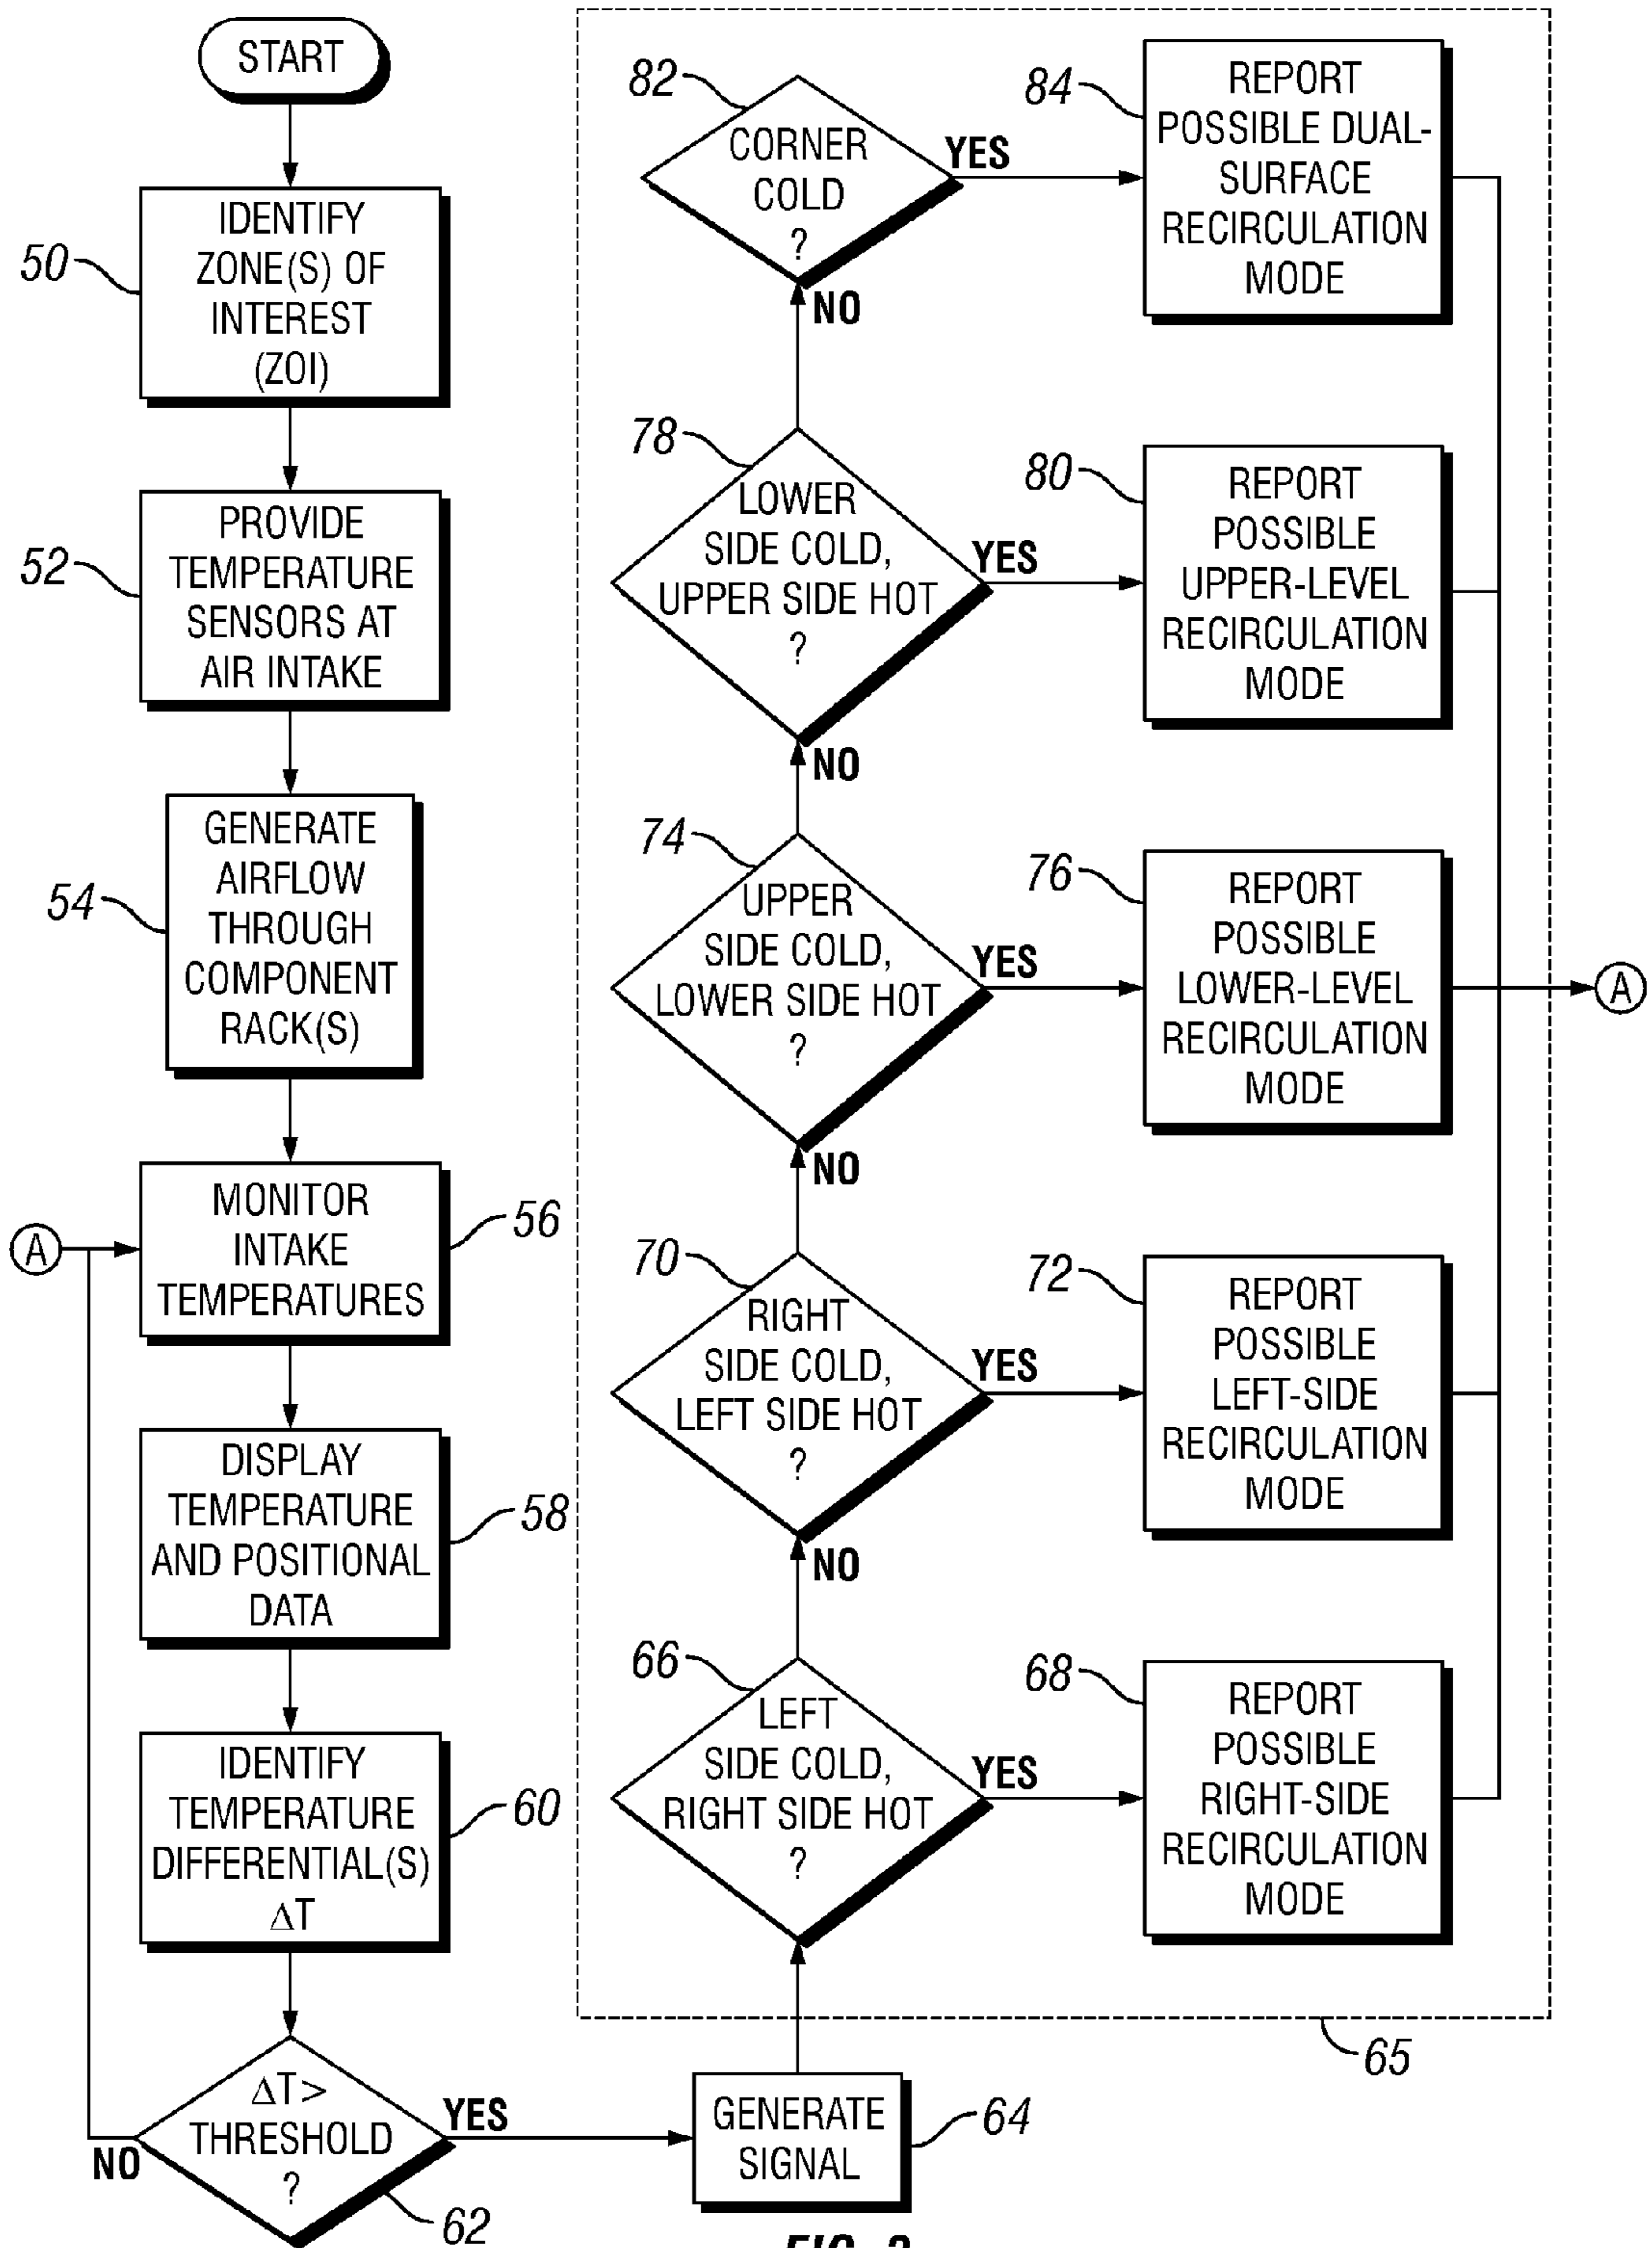 START
50
IDENTIFY
ZONE(S) OF
INTEREST
(ZOI)
52
PROVIDE
TEMPERATURE
SENSORS AT
AIR INTAKE
54
GENERATE
AIRFLOW
THROUGH
COMPONENT
RACK(S)
A
MONITOR
INTAKE
TEMPERATURES
56
DISPLAY
TEMPERATURE
AND POSITIONAL
DATA
58
IDENTIFY
TEMPERATURE
DIFFERENTIAL(S)
ΔT
60
ΔT>
THRESHOLD
?
62
NO
YES
GENERATE
SIGNAL
64
65
66
LEFT
SIDE COLD,
RIGHT SIDE HOT
?
YES
68
REPORT
POSSIBLE
RIGHT-SIDE
RECIRCULATION
MODE
NO
70
RIGHT
SIDE COLD,
LEFT SIDE HOT
?
YES
72
REPORT
POSSIBLE
LEFT-SIDE
RECIRCULATION
MODE
NO
74
UPPER
SIDE COLD,
LOWER SIDE HOT
?
YES
76
REPORT
POSSIBLE
LOWER-LEVEL
RECIRCULATION
MODE
NO
78
LOWER
SIDE COLD,
UPPER SIDE HOT
?
YES
80
REPORT
POSSIBLE
UPPER-LEVEL
RECIRCULATION
MODE
NO
82
CORNER
COLD
?
YES
84
REPORT
POSSIBLE DUAL-
SURFACE
RECIRCULATION
MODE
A